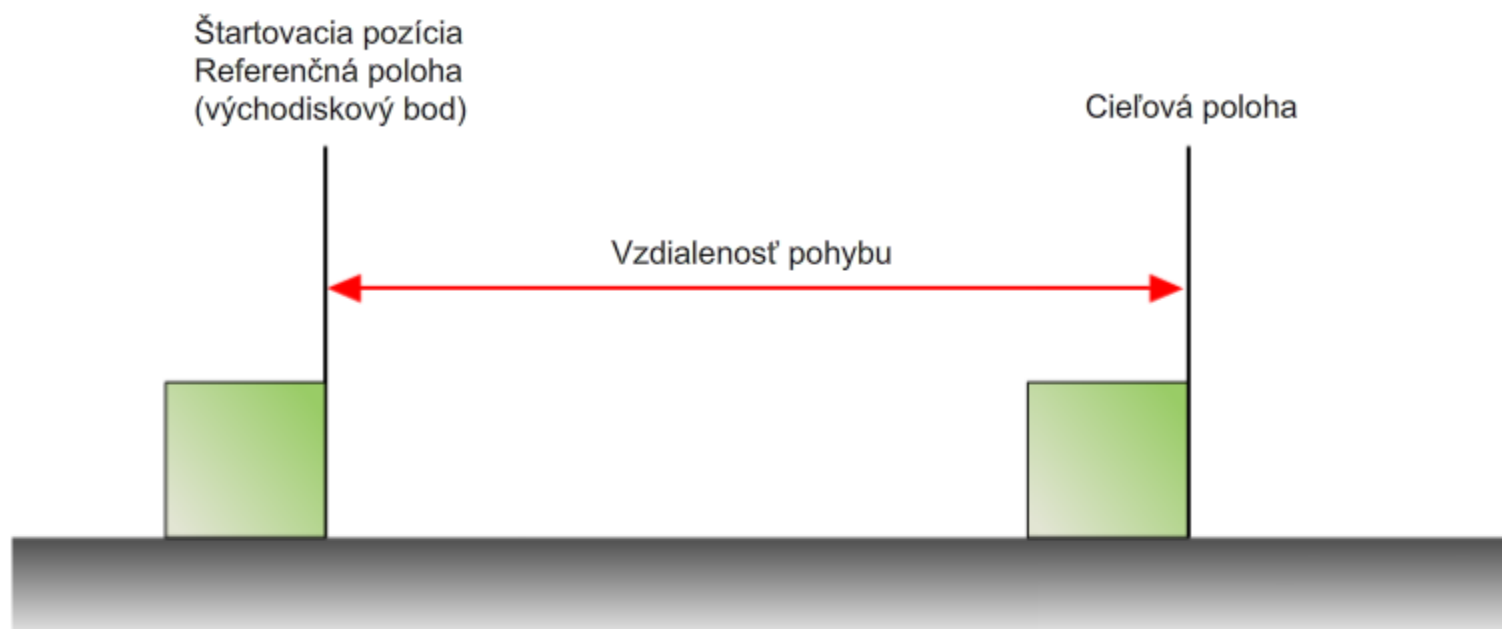 Štartovacia pozícia
Referenčná poloha
(východiskový bod)
Cieľová poloha
Vzdialenosť pohybu